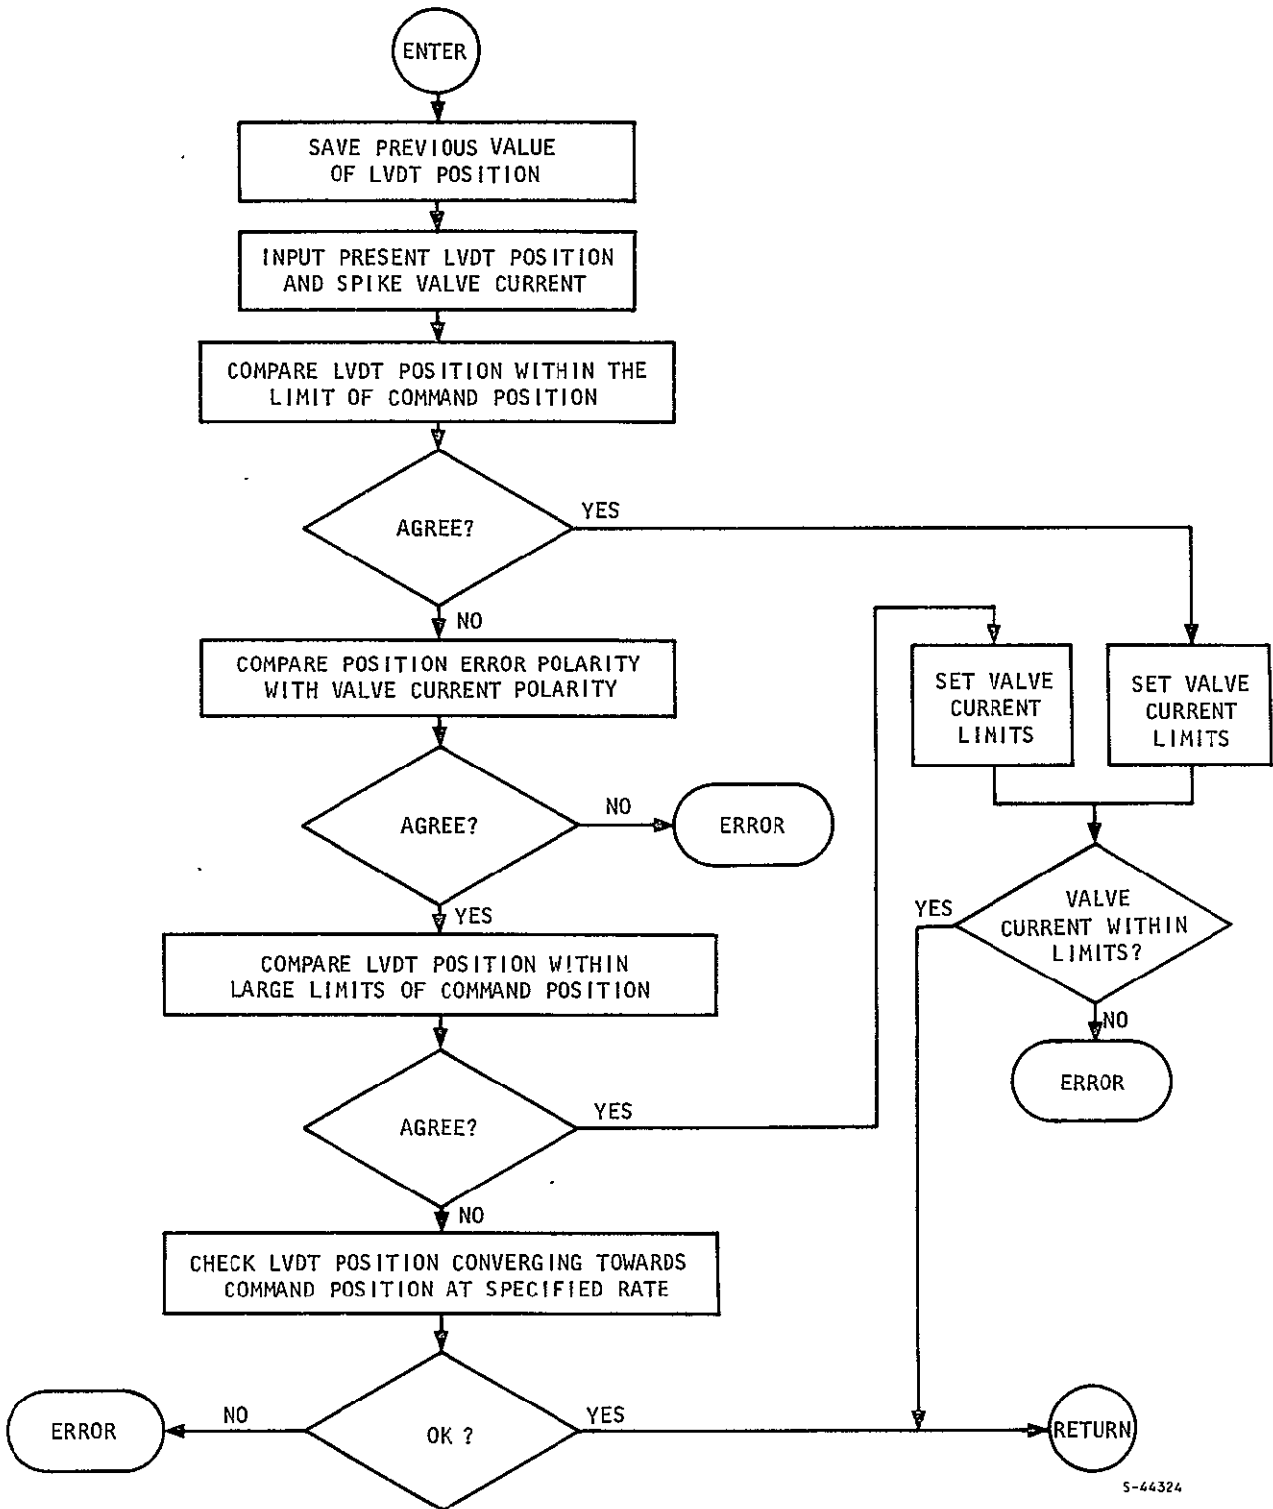 ENTER
SAVE PREVIOUS VALUE
OF LVDT POSITION
INPUT PRESENT LVDT POSITION
AND SPIKE VALVE CURRENT
COMPARE LVDT POSITION WITHIN THE
LIMIT OF COMMAND POSITION
AGREE?
YES
NO
COMPARE POSITION ERROR POLARITY
WITH VALVE CURRENT POLARITY
SET VALVE
CURRENT
LIMITS
SET VALVE
CURRENT
LIMITS
AGREE?
NO
ERROR
YES
VALVE
CURRENT WITHIN
LIMITS?
YES
NO
ERROR
COMPARE LVDT POSITION WITHIN
LARGE LIMITS OF COMMAND POSITION
AGREE?
YES
NO
CHECK LVDT POSITION CONVERGING TOWARDS
COMMAND POSITION AT SPECIFIED RATE
OK ?
NO
ERROR
YES
RETURN
S-44324